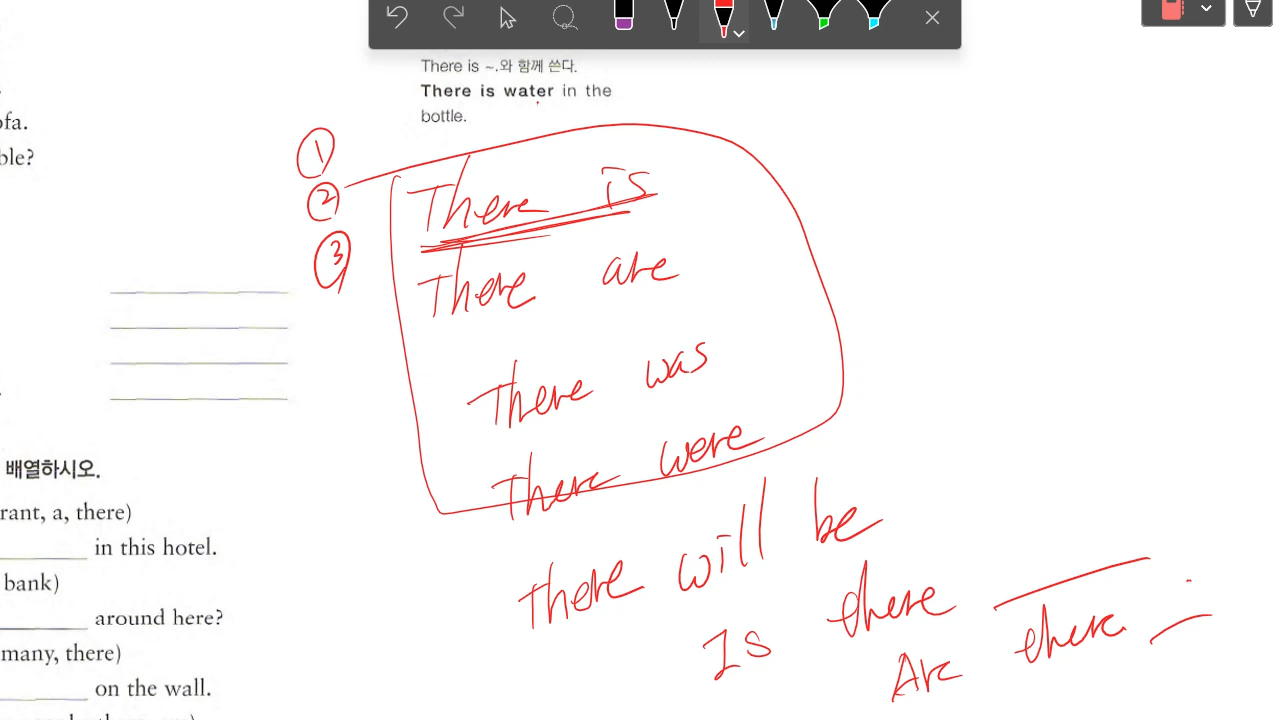 There is ~.와 함께 쓴다.
There is water in the
bottle.
ofa.
ble?
①
②
③
There is
There are
There was
There were
There will be
Is there
Are there
배열하시오.
rant, a, there)
in this hotel.
bank)
around here?
many, there)
on the wall.